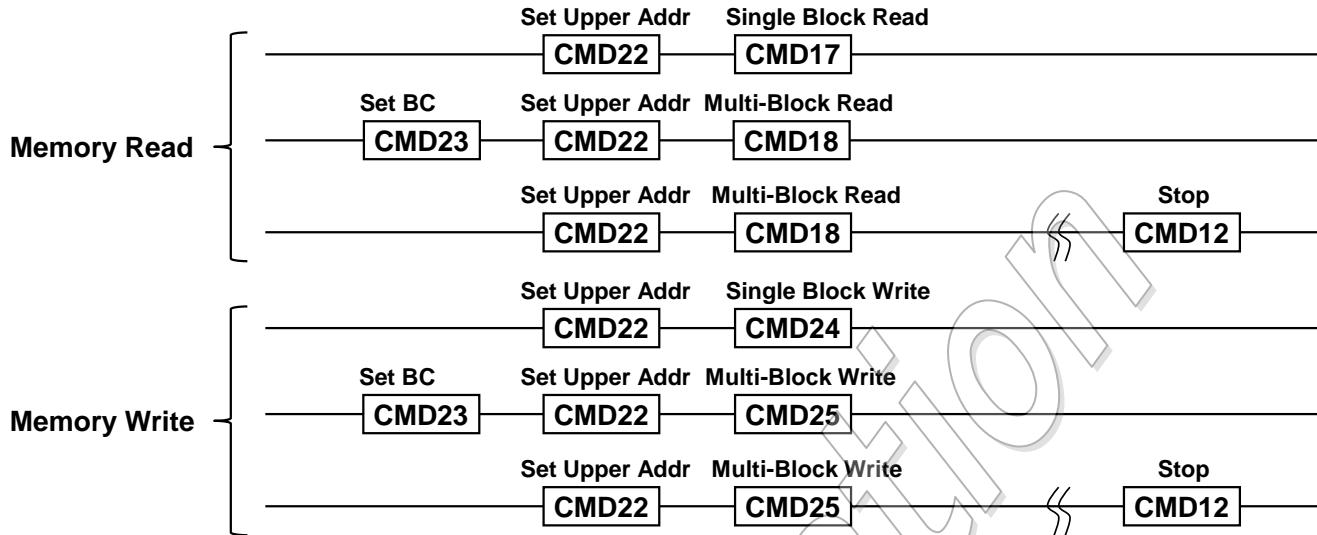 Set Upper Addr Single Block Read
CMD22 CMD17
Set BC Set Upper Addr Multi-Block Read
Memory Read CMD23 CMD22 CMD18
Set Upper Addr Multi-Block Read Stop
CMD22 CMD18 CMD12
Set Upper Addr Single Block Write
CMD22 CMD24
Set BC Set Upper Addr Multi-Block Write
Memory Write CMD23 CMD22 CMD25
Set Upper Addr Multi-Block Write Stop
CMD22 CMD25 CMD12